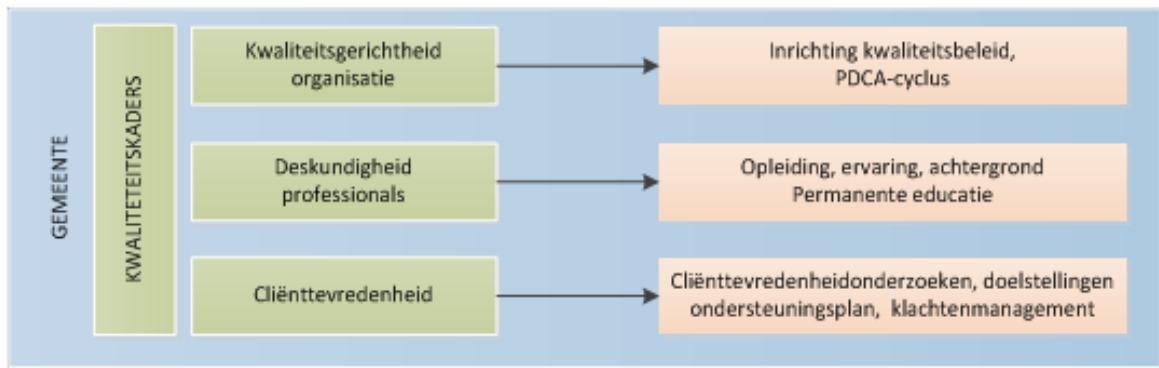 GEMEENTE
KWALITETEITSKADERS
Kwaliteitsgerichtheid
organisatie
Inrichting kwaliteitsbeleid,
PDCA-cyclus
Deskundigheid
professionals
Opleiding, ervaring, achtergrond
Permanente educatie
Cliënttevredenheid
Cliënttevredenheidonderzoeken, doelstellingen
ondersteuningsplan, klachtenmanagement